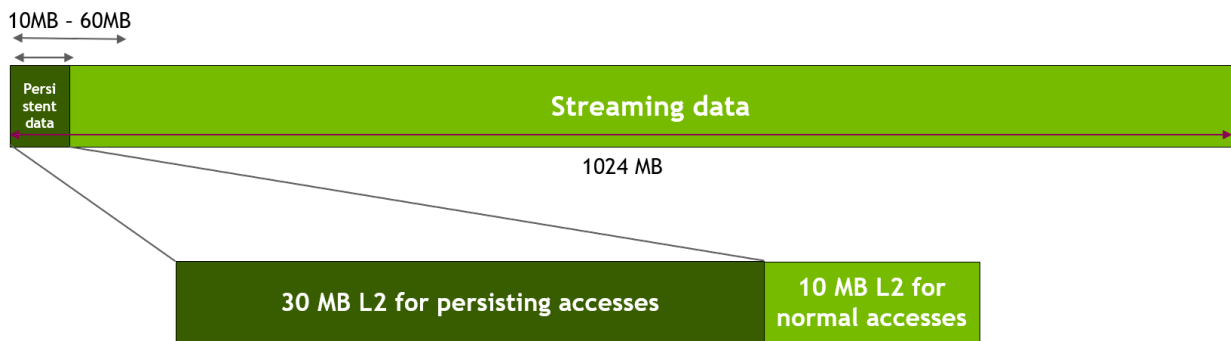 10MB - 60MB
Persi
stent
data
Streaming data
1024 MB
30 MB L2 for persisting accesses
10 MB L2 for
normal accesses